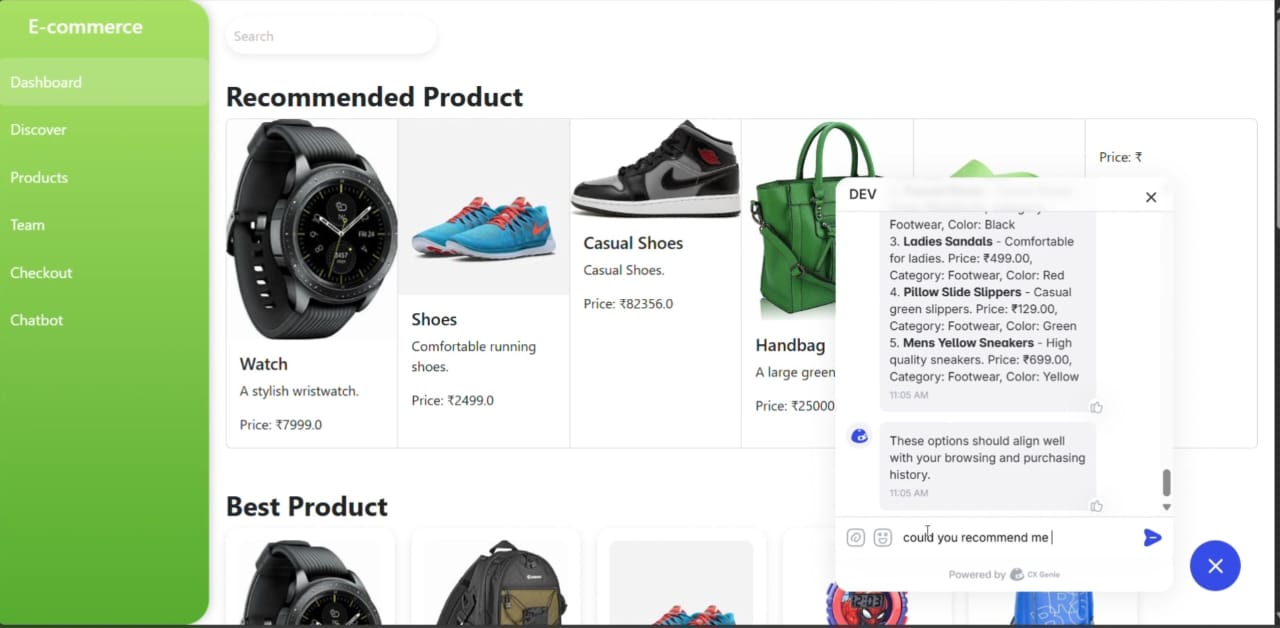 E-commerce
Dashboard
Discover
Products
Team
Checkout
Chatbot
Search
Recommended Product
Watch
A stylish wristwatch.
Price: ₹7999.0
Shoes
Comfortable running
shoes.
Price: ₹2499.0
Casual Shoes
Casual Shoes.
Price: ₹82356.0
Handbag
A large green
Price: ₹25000
Price: ₹
Best Product
DEV
Footwear, Color: Black
3. Ladies Sandals - Comfortable
for ladies. Price: ₹499.00,
Category: Footwear, Color: Red
4. Pillow Slide Slippers - Casual
green slippers. Price: ₹129.00,
Category: Footwear, Color: Green
5. Mens Yellow Sneakers - High
quality sneakers. Price: ₹699.00,
Category: Footwear, Color: Yellow
11:05 AM
These options should align well
with your browsing and purchasing
history.
11:05 AM
could you recommend me
Powered by CX Genie